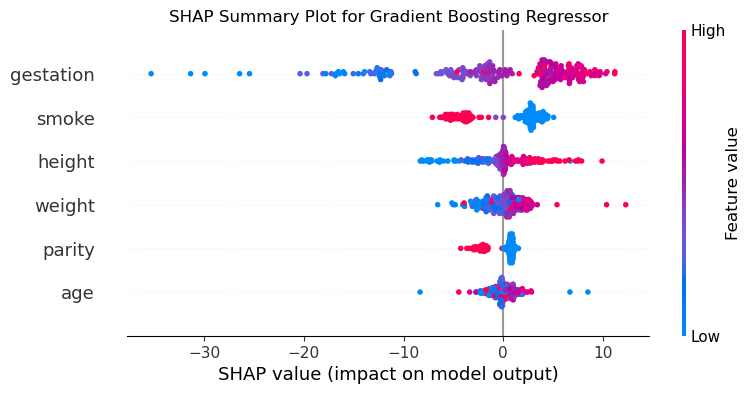 SHAP Summary Plot for Gradient Boosting Regressor
High
gestation
smoke
height
weight
parity
age
Feature value
Low
−30
−20
−10
0
10
SHAP value (impact on model output)